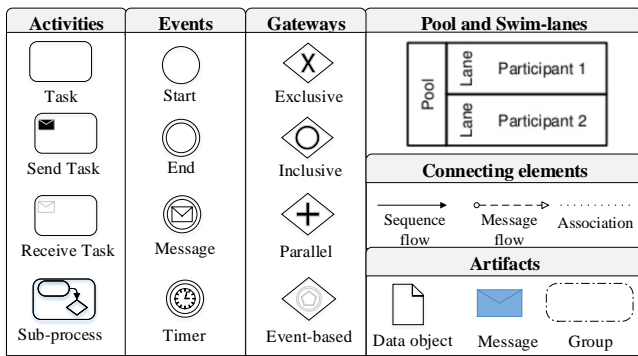 Activities
Task
Send Task
Receive Task
Sub-process
Events
Start
End
Message
Timer
Gateways
X
Exclusive
Inclusive
Parallel
Event-based
Pool and Swim-lanes
Pool
Lane
Participant 1
Lane
Participant 2
Connecting elements
Sequence
flow
Message
flow
Association
Artifacts
Data object
Message
Group